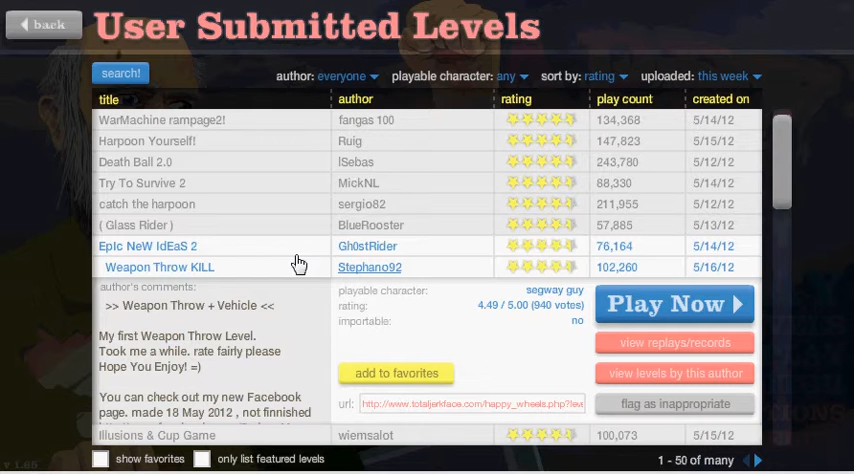 back
User Submitted Levels
search!
author: everyone playable character: any sort by: rating uploaded: this week
title author rating play count created on
WarMachine rampage2! fangas 100 134,368 5/14/12
Harpoon Yourself! Ruig 147,823 5/15/12
Death Ball 2.0 lSebas 243,780 5/12/12
Try To Survive 2 MickNL 88,330 5/14/12
catch the harpoon sergio82 211,955 5/12/12
( Glass Rider ) BlueRooster 57,885 5/13/12
EpIc NeW IdEaS 2 Gh0stRider 76,164 5/14/12
Weapon Throw KILL Stephano92 102,260 5/16/12
author's comments:
>> Weapon Throw + Vehicle <<
My first Weapon Throw Level.
Took me a while. rate fairly please
Hope You Enjoy! =)
You can check out my new Facebook
page. made 18 May 2012 , not finnished
playable character: segway guy
rating: 4.49 / 5.00 (940 votes)
importable: no
add to favorites
url: http://www.totaljerkface.com/happy_wheels.php?leve
Play Now
view replays/records
view levels by this author
flag as inappropriate
Illusions & Cup Game wiemsalot 100,073 5/15/12
v 1.65
show favorites only list featured levels 1 - 50 of many